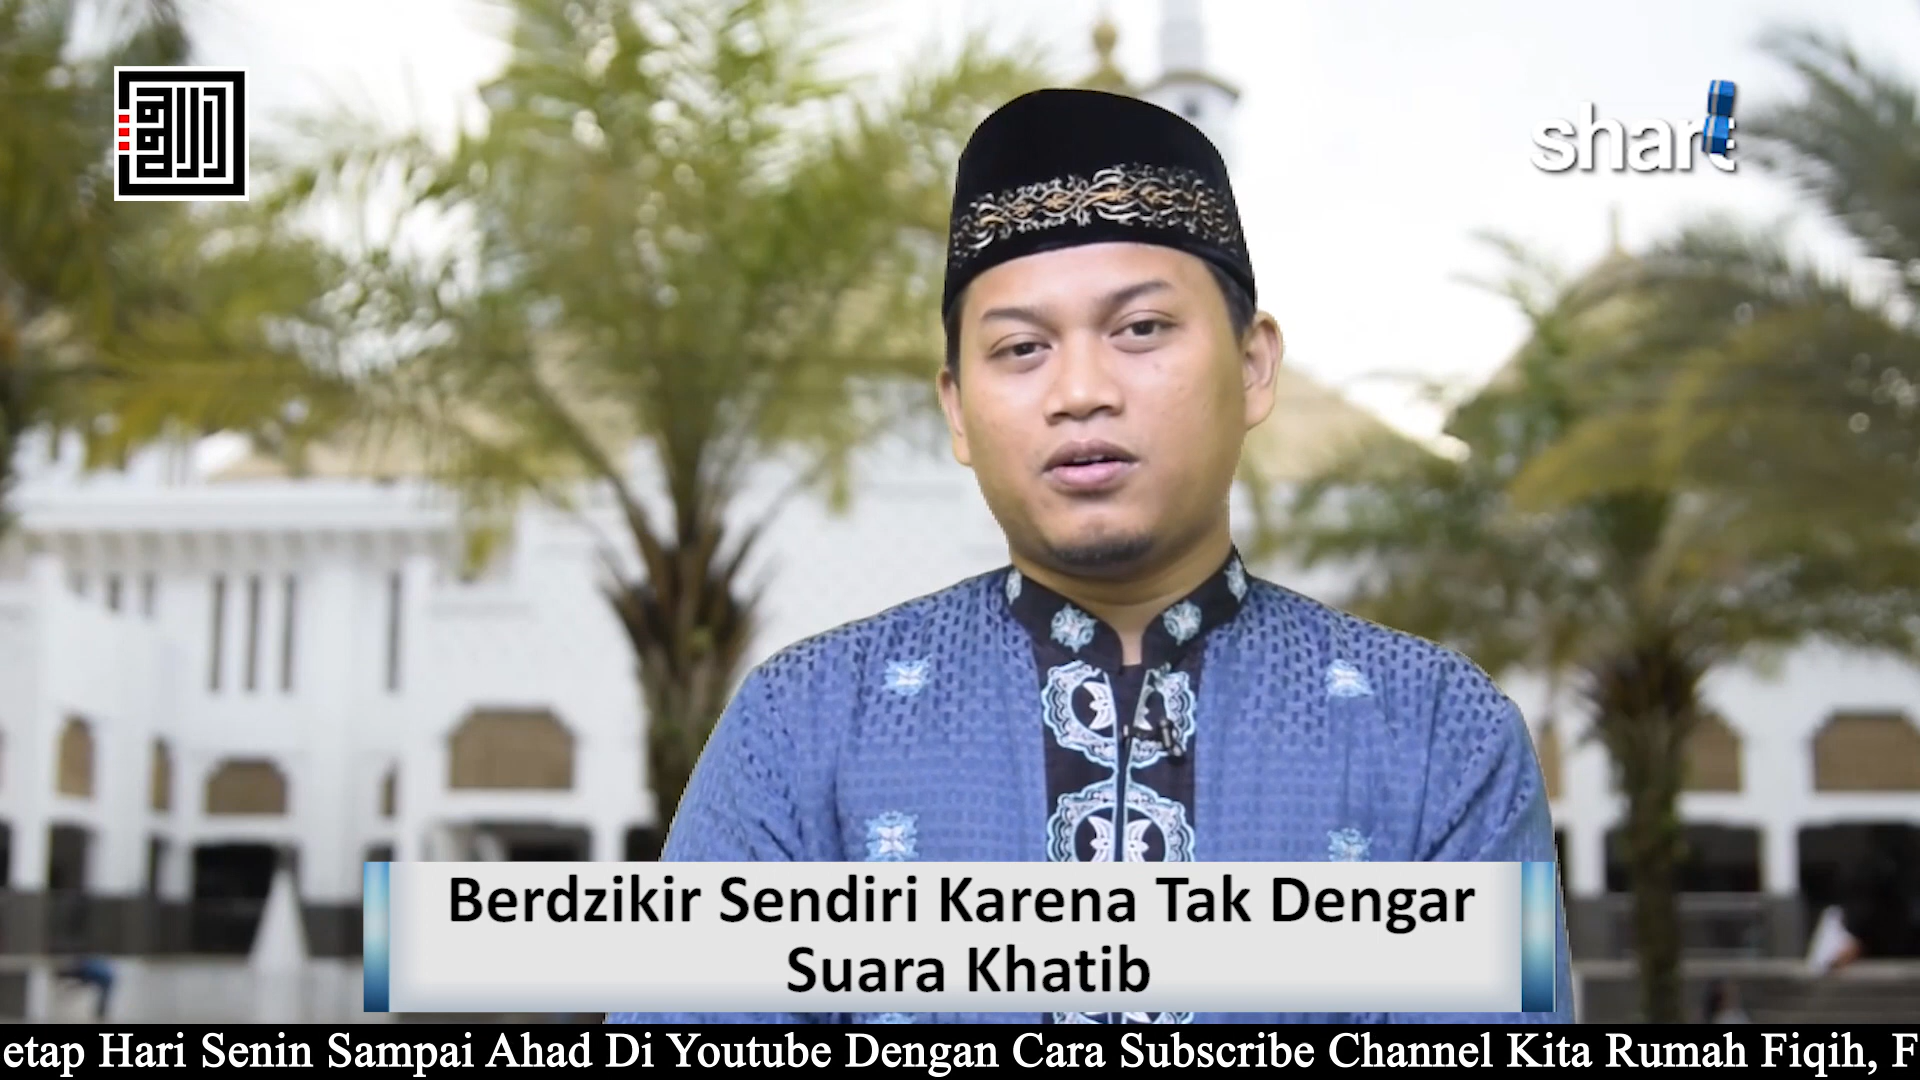 Berdzikir Sendiri Karena Tak Dengar
Suara Khatib
etap Hari Senin Sampai Ahad Di Youtube Dengan Cara Subscribe Channel Kita Rumah Fiqih, F